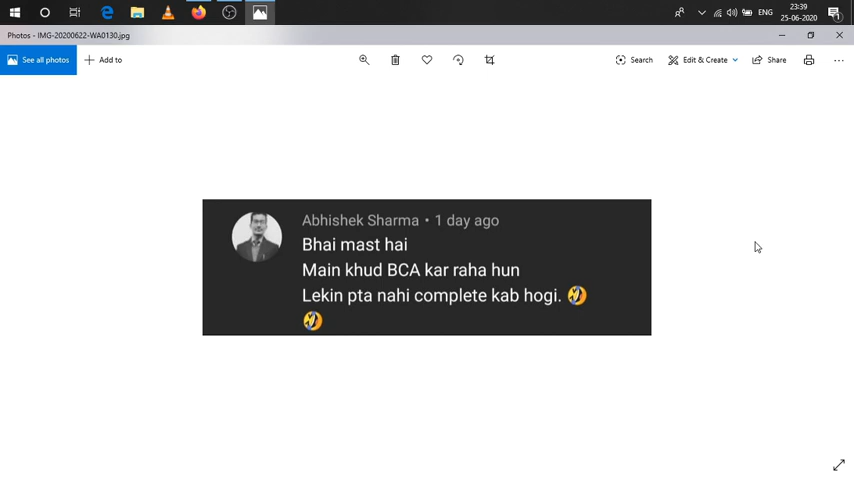 ENG
23:39
25-06-2020
1
Photos - IMG-20200622-WA0130.jpg
See all photos
Add to
Search
Edit & Create
Share
Abhishek Sharma • 1 day ago
Bhai mast hai
Main khud BCA kar raha hun
Lekin pta nahi complete kab hogi. 🤣
🤣